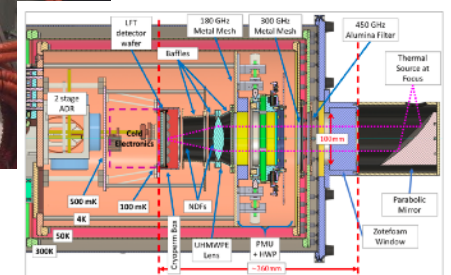 LFT
detector
wafer
180 GHz
Metal Mesh
300 GHz
Metal Mesh
450 GHz
Alumina Filter
Baffles
Thermal
Source at
Focus
2 stage
ADR
Cold
Electronics
100mm
500 mK
100 mK
4K
50K
300K
Cryoperm Box
NDFs
UHMWPE
Lens
PMU
+ HWP
Parabolic
Mirror
Zotefoam
Window
~760mm